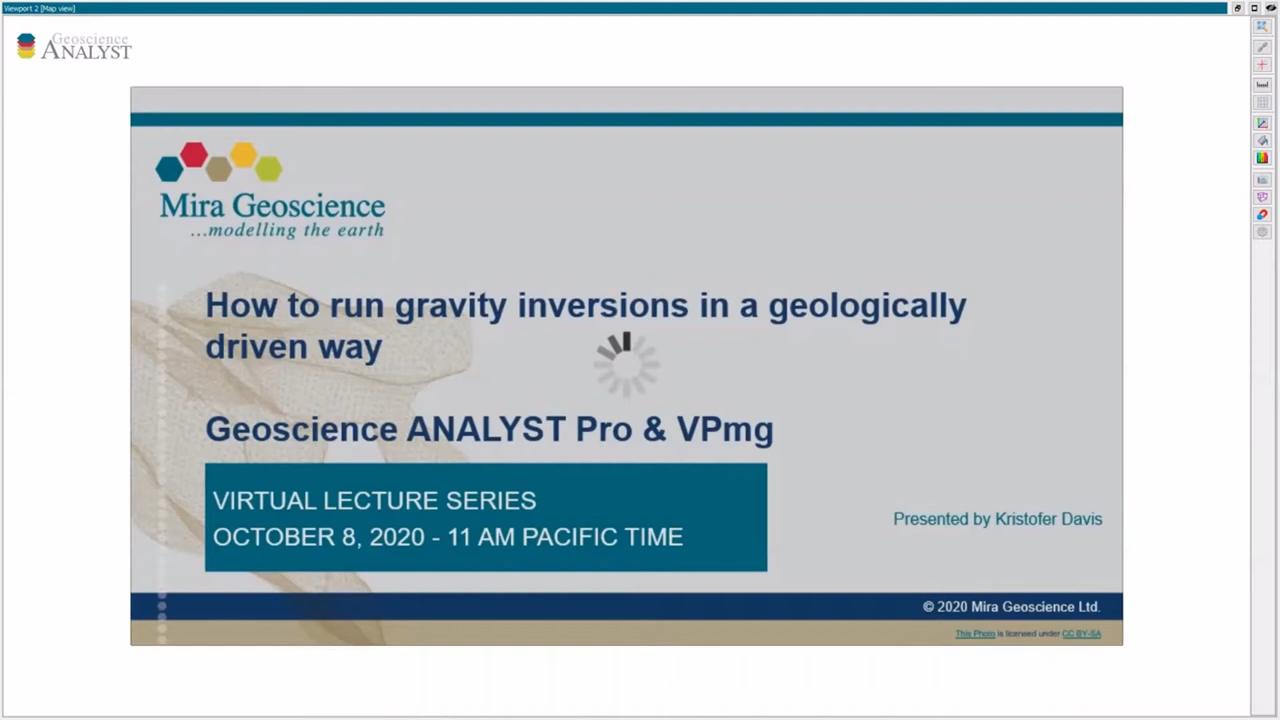 Viewport 2 [Map view]
Geoscience
ANALYST
Mira Geoscience
...modelling the earth
How to run gravity inversions in a geologically
driven way
Geoscience ANALYST Pro & VPmg
VIRTUAL LECTURE SERIES
OCTOBER 8, 2020 - 11 AM PACIFIC TIME
Presented by Kristofer Davis
© 2020 Mira Geoscience Ltd.
This Photo is licensed under CC BY-SA